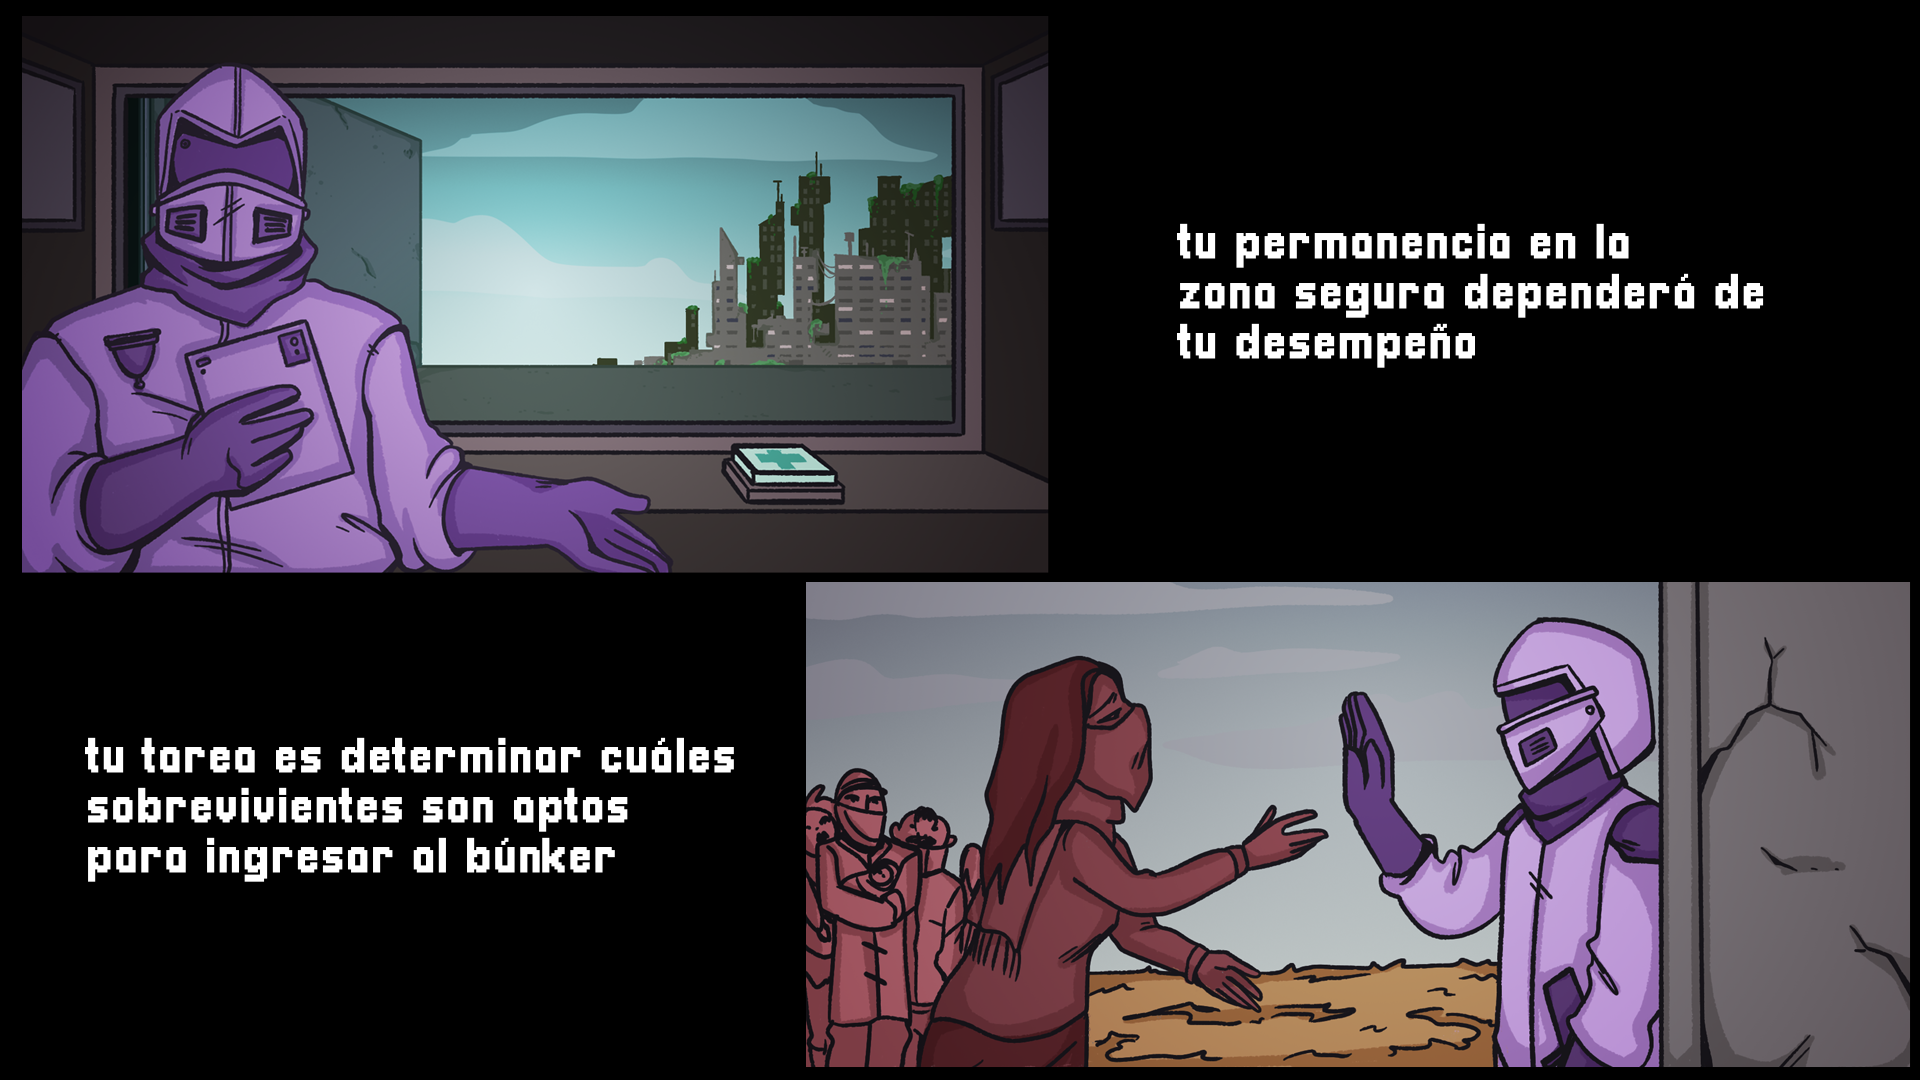 tu permanencia en la
zona segura dependerá de
tu desempeño
tu tarea es determinar cuáles
sobrevivientes son aptos
para ingresar al búnker